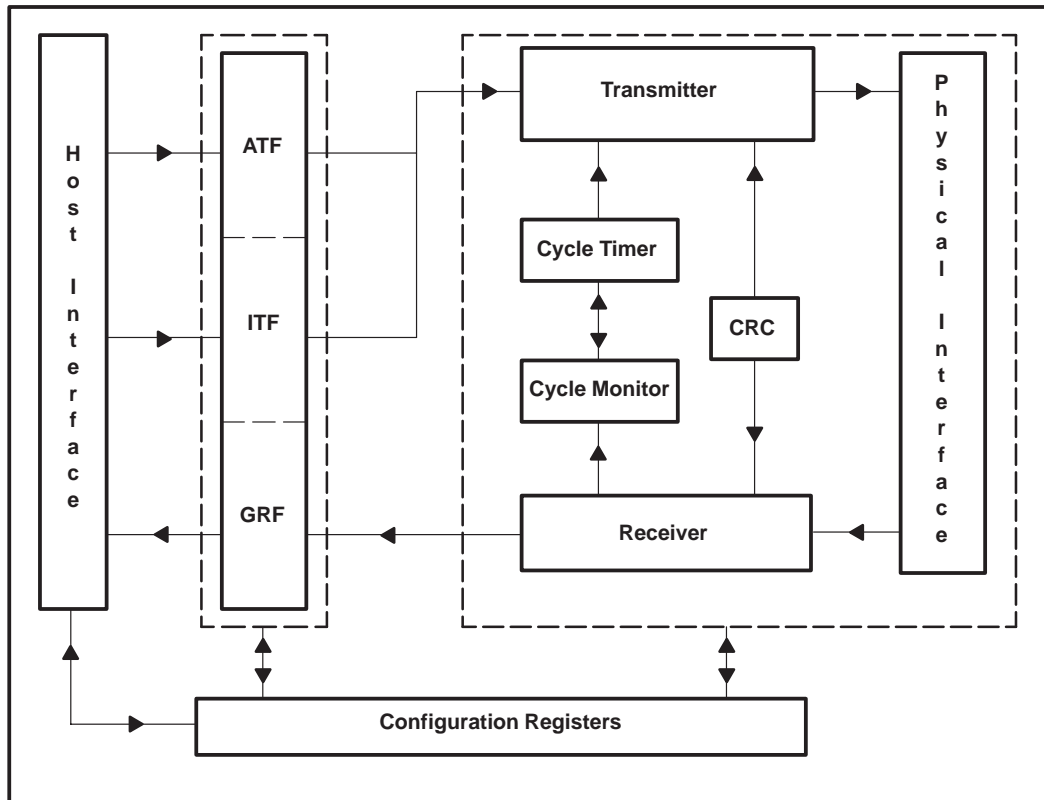 Host Interface
ATF
ITF
GRF
Transmitter
Cycle Timer
CRC
Cycle Monitor
Receiver
Physical Interface
Configuration Registers